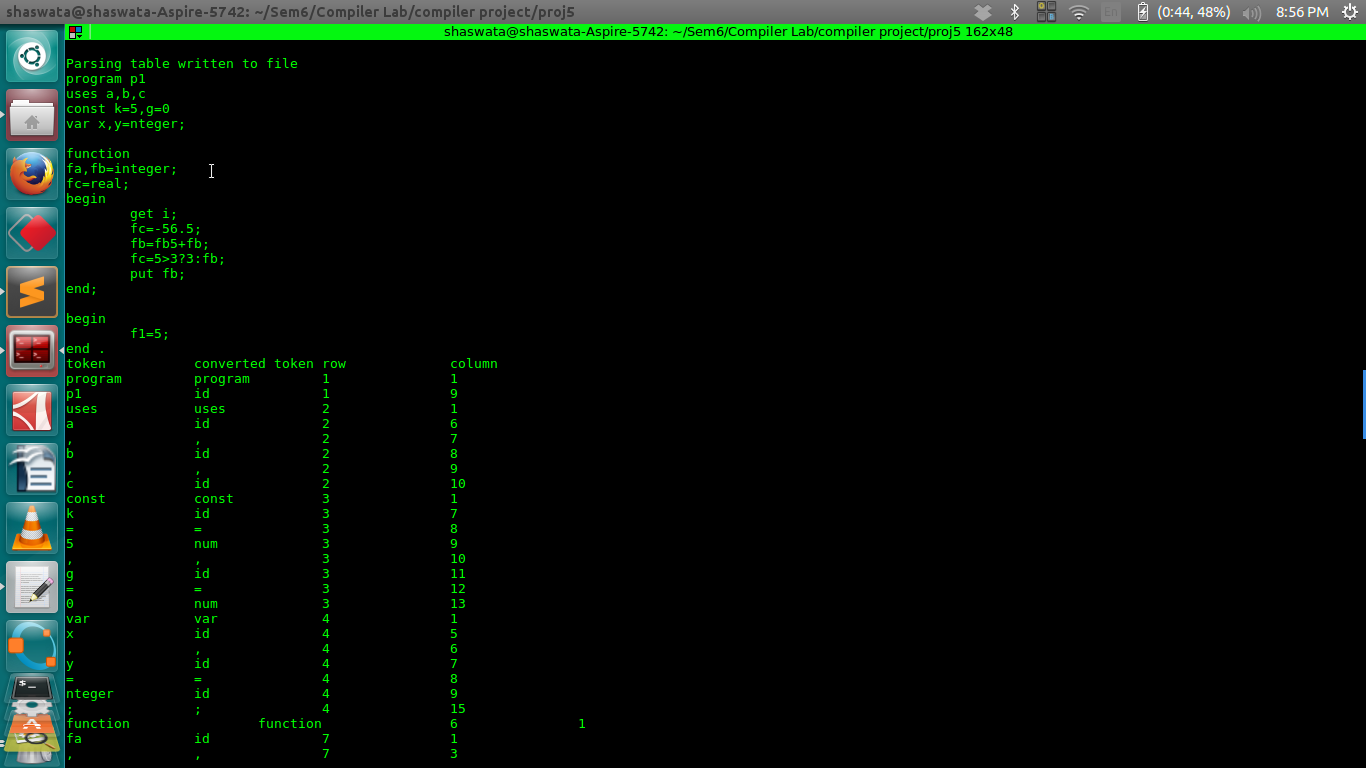 shaswata@shaswata-Aspire-5742: ~/Sem6/Compiler Lab/compiler project/proj5
En (0:44, 48%) 8:56 PM
shaswata@shaswata-Aspire-5742: ~/Sem6/Compiler Lab/compiler project/proj5 162x48
Parsing table written to file
program p1
uses a,b,c
const k=5,g=0
var x,y=nteger;
function
fa,fb=integer;
fc=real;
begin
get i;
fc=-56.5;
fb=fb5+fb;
fc=5>3?3:fb;
put fb;
end;
begin
f1=5;
end .
token converted token row column
program program 1 1
p1 id 1 9
uses uses 2 1
a id 2 6
, , 2 7
b id 2 8
, , 2 9
c id 2 10
const const 3 1
k id 3 7
= = 3 8
5 num 3 9
, , 3 10
g id 3 11
= = 3 12
0 num 3 13
var var 4 1
x id 4 5
, , 4 6
y id 4 7
= = 4 8
nteger id 4 9
; ; 4 15
function function 6 1
fa id 7 1
, , 7 3